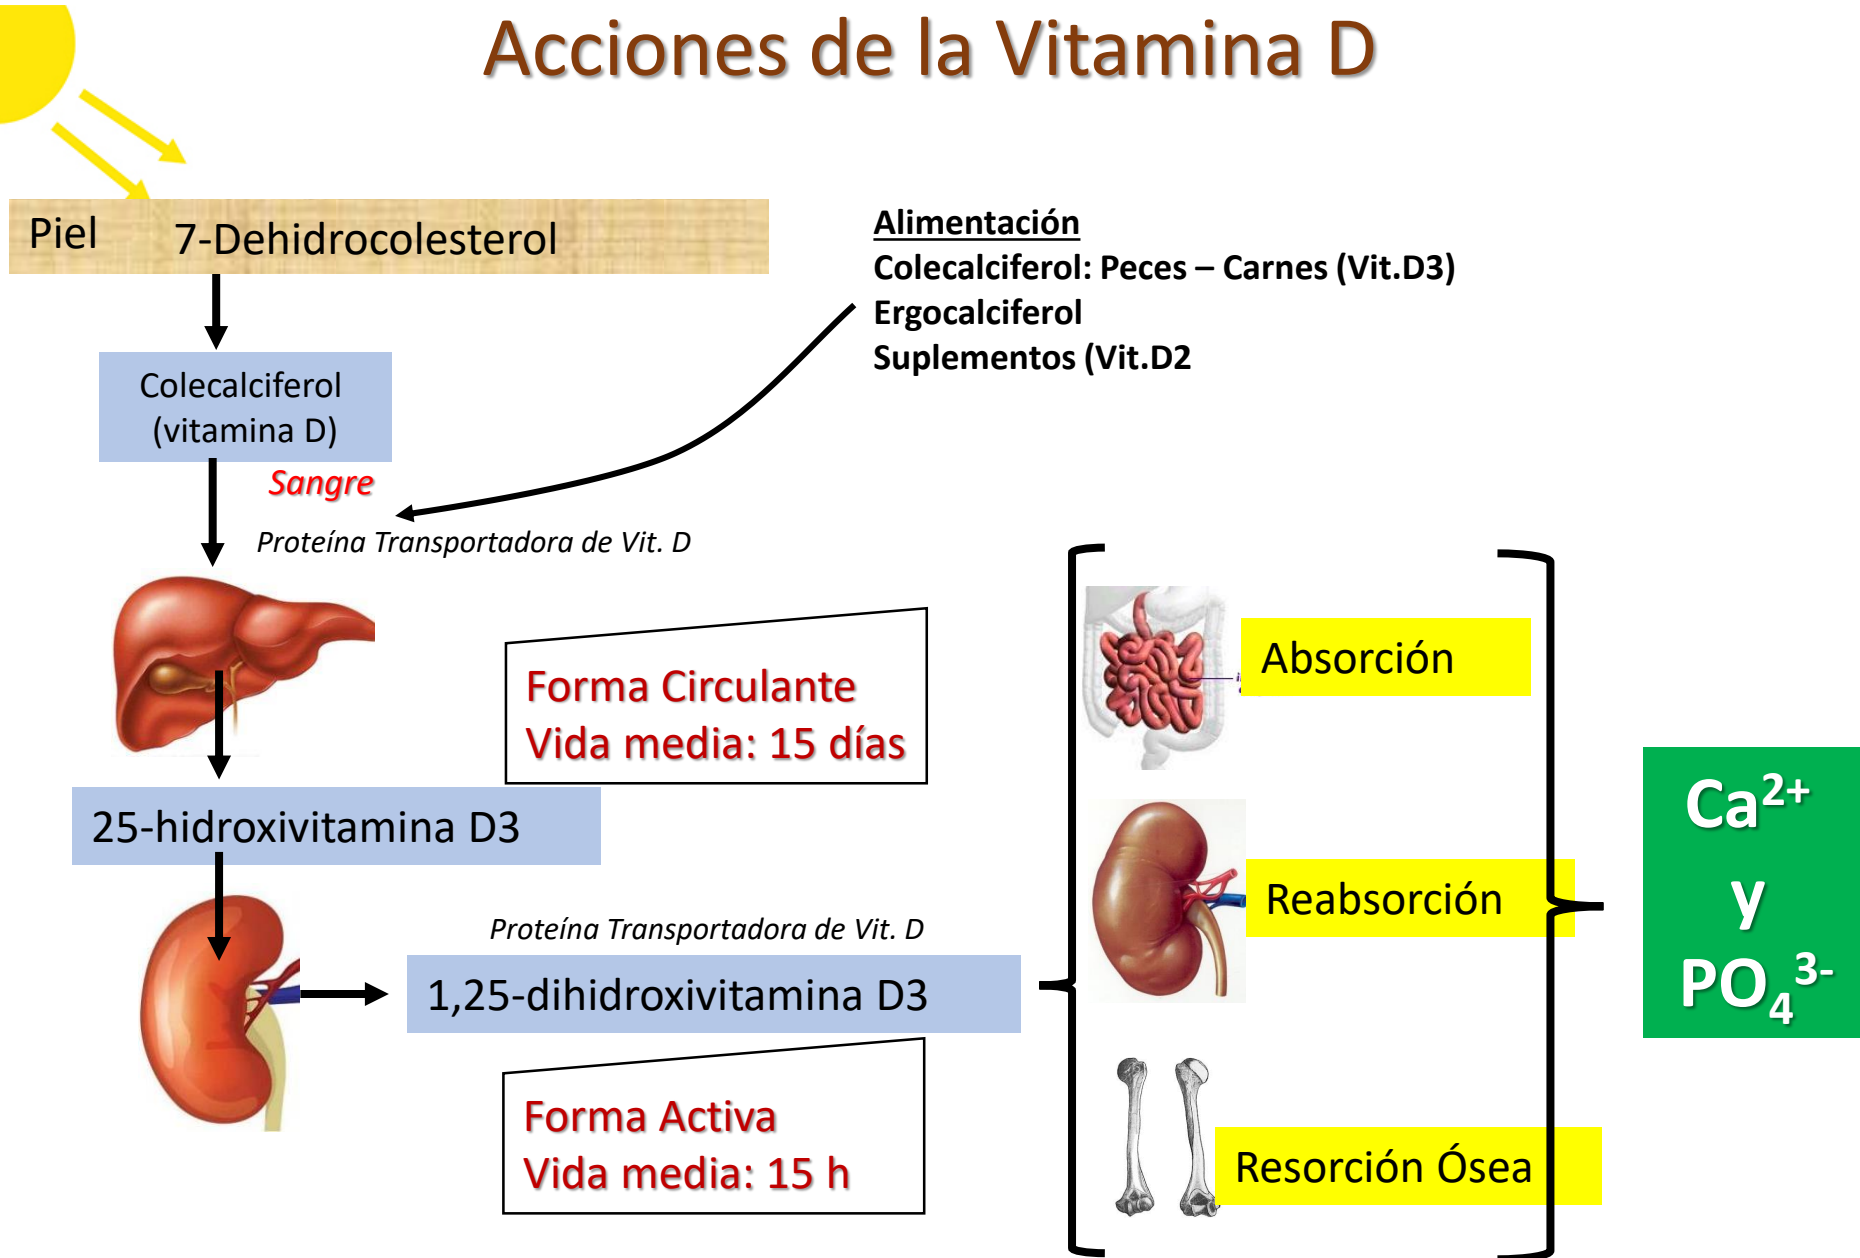 Acciones de la Vitamina D
Piel
7-Dehidrocolesterol
Alimentación
Colecalciferol: Peces – Carnes (Vit.D3)
Ergocalciferol
Suplementos (Vit.D2
Colecalciferol
(vitamina D)
Sangre
Proteína Transportadora de Vit. D
Forma Circulante
Vida media: 15 días
25-hidroxivitamina D3
Proteína Transportadora de Vit. D
1,25-dihidroxivitamina D3
Forma Activa
Vida media: 15 h
Absorción
Reabsorción
Resorción Ósea
Ca²⁺
y
PO₄³⁻